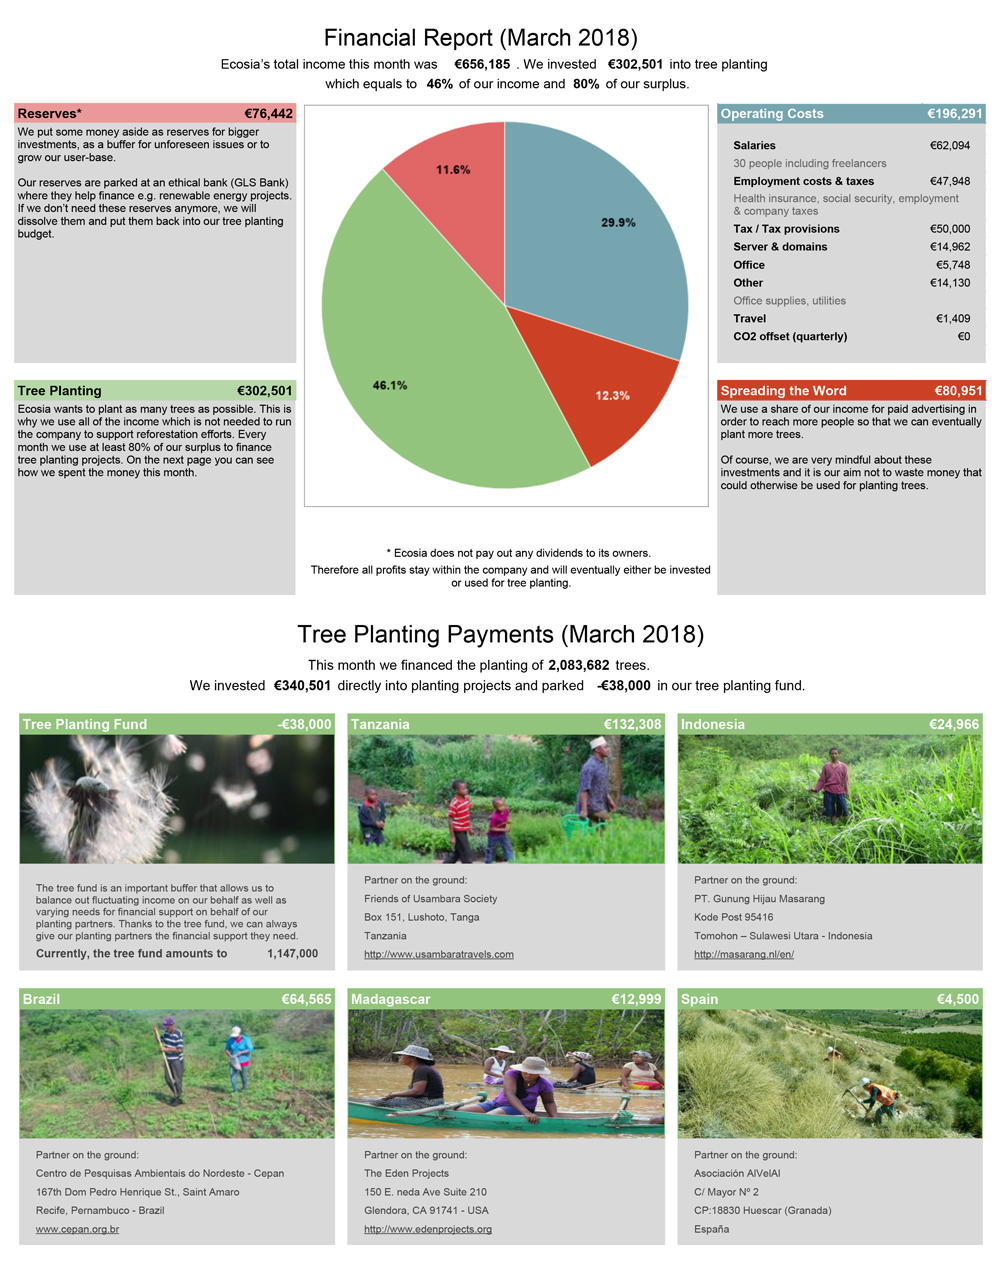 Financial Report (March 2018)
Ecosia's total income this month was €656,185 . We invested €302,501 into tree planting
which equals to 46% of our income and 80% of our surplus.
Reserves* €76,442
We put some money aside as reserves for bigger
investments, as a buffer for unforeseen issues or to
grow our user-base.
Our reserves are parked at an ethical bank (GLS Bank)
where they help finance e.g. renewable energy projects.
If we don't need these reserves anymore, we will
dissolve them and put them back into our tree planting
budget.
Tree Planting €302,501
Ecosia wants to plant as many trees as possible. This is
why we use all of the income which is not needed to run
the company to support reforestation efforts. Every
month we use at least 80% of our surplus to finance
tree planting projects. On the next page you can see
how we spent the money this month.
11.6%
29.9%
46.1%
12.3%
* Ecosia does not pay out any dividends to its owners.
Therefore all profits stay within the company and will eventually either be invested
or used for tree planting.
Operating Costs €196,291
Salaries €62,094
30 people including freelancers
Employment costs & taxes €47,948
Health insurance, social security, employment
& company taxes
Tax / Tax provisions €50,000
Server & domains €14,962
Office €5,748
Other €14,130
Office supplies, utilities
Travel €1,409
CO2 offset (quarterly) €0
Spreading the Word €80,951
We use a share of our income for paid advertising in
order to reach more people so that we can eventually
plant more trees.
Of course, we are very mindful about these
investments and it is our aim not to waste money that
could otherwise be used for planting trees.
Tree Planting Payments (March 2018)
This month we financed the planting of 2,083,682 trees.
We invested €340,501 directly into planting projects and parked -€38,000 in our tree planting fund.
Tree Planting Fund -€38,000
The tree fund is an important buffer that allows us to
balance out fluctuating income on our behalf as well as
varying needs for financial support on behalf of our
planting partners. Thanks to the tree fund, we can always
give our planting partners the financial support they need.
Currently, the tree fund amounts to 1,147,000
Tanzania €132,308
Partner on the ground:
Friends of Usambara Society
Box 151, Lushoto, Tanga
Tanzania
http://www.usambaratravels.com
Indonesia €24,966
Partner on the ground:
PT. Gunung Hijau Masarang
Kode Post 95416
Tomohon – Sulawesi Utara - Indonesia
http://masarang.nl/en/
Brazil €64,565
Partner on the ground:
Centro de Pesquisas Ambientais do Nordeste - Cepan
167th Dom Pedro Henrique St., Saint Amaro
Recife, Pernambuco - Brazil
www.cepan.org.br
Madagascar €12,999
Partner on the ground:
The Eden Projects
150 E. neda Ave Suite 210
Glendora, CA 91741 - USA
http://www.edenprojects.org
Spain €4,500
Partner on the ground:
Asociación AlVelAl
C/ Mayor Nº 2
CP:18830 Huescar (Granada)
España